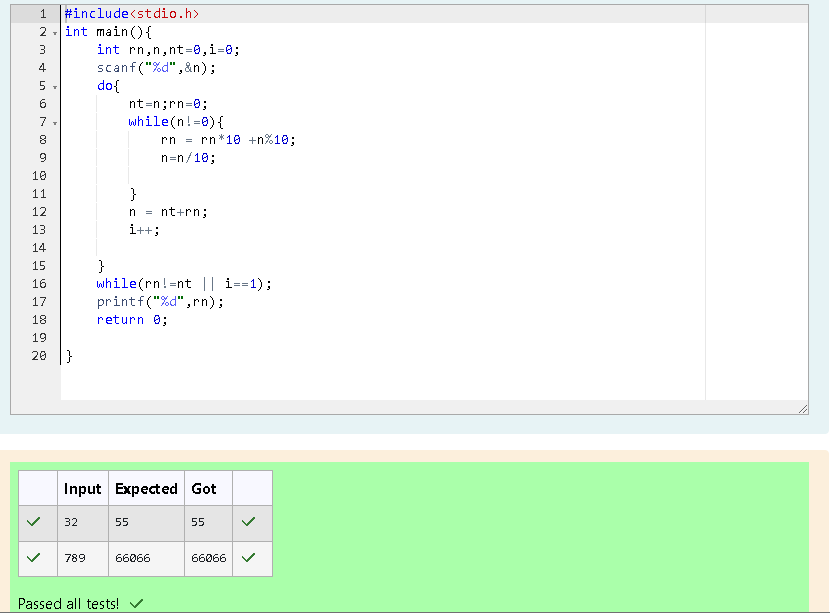 1 #include<stdio.h>
2 int main(){
3 int rn,n,nt=0,i=0;
4 scanf("%d",&n);
5 do{
6 nt=n;rn=0;
7 while(n!=0){
8 rn = rn*10 +n%10;
9 n=n/10;
10
11 }
12 n = nt+rn;
13 i++;
14
15 }
16 while(rn!=nt || i==1);
17 printf("%d",rn);
18 return 0;
19
20 }
Input Expected Got
32 55 55
789 66066 66066
Passed all tests!